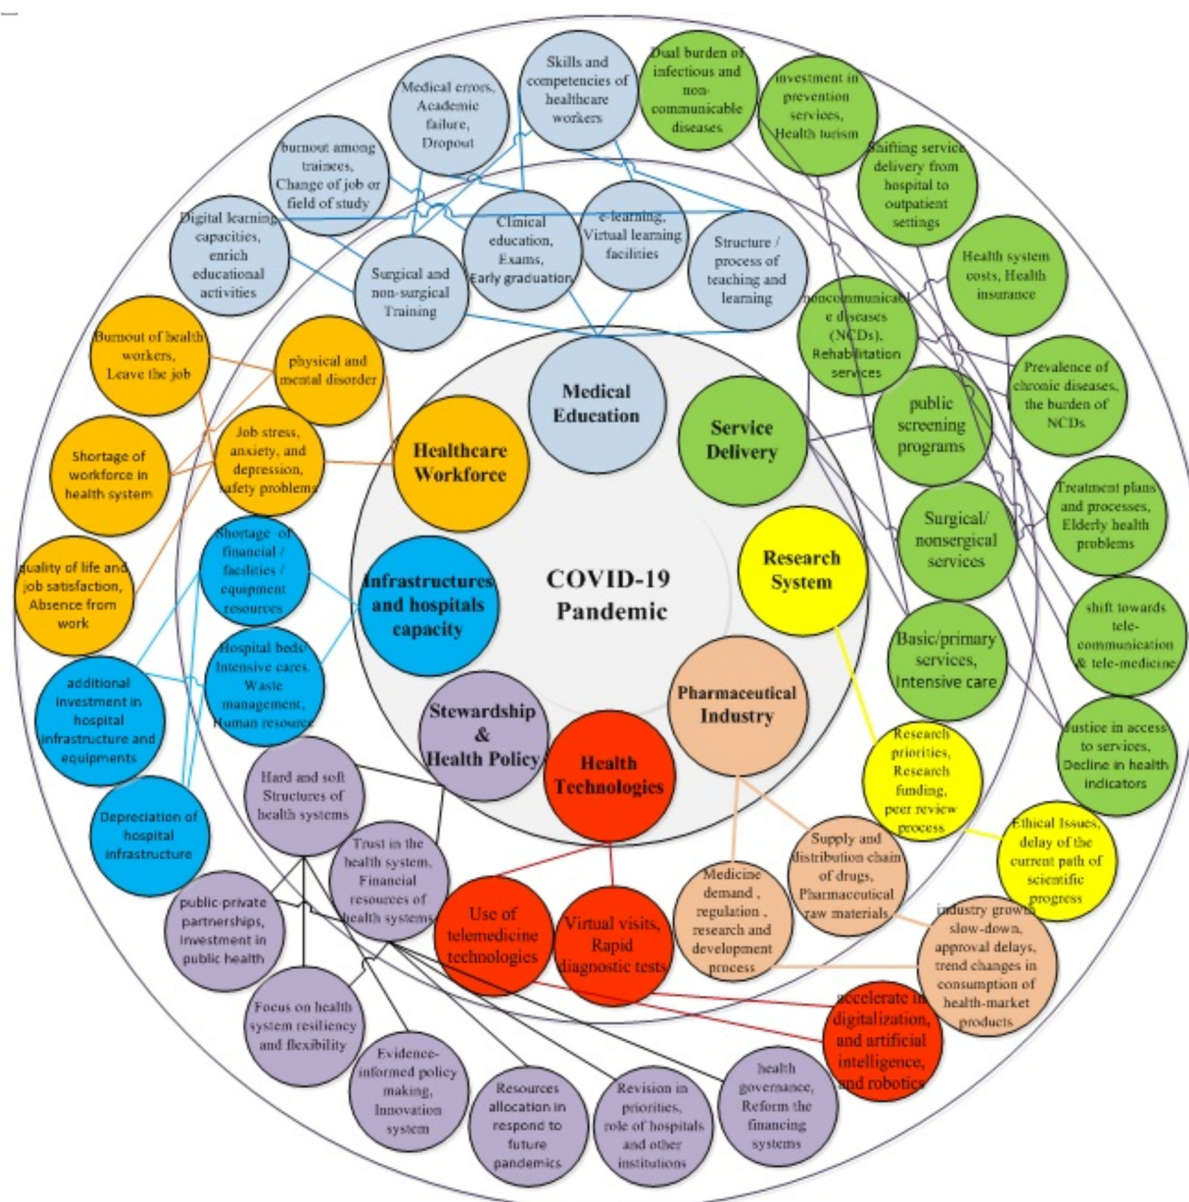 Skills and
competencies of
healthcare
workers
Dual burden of
infectious and
non-
communicable
diseases
Medical errors,
Academic
failure,
Dropout
investment in
prevention
services,
Health turism
burnout among
trainees,
Change of job or
field of study
Shifting service
delivery from
hospital to
outpatient
settings
Digital learning
capacities,
enrich
educational
activities
Surgical and
non-surgical
Training
Clinical
education,
Exams,
Early graduation
e-learning,
Virtual learning
facilities
Structure /
process of
teaching and
learning
Health system
costs, Health
insurance
noncommunicabl
e diseases
(NCDs),
Rehabilitation
services
Burnout of health
workers,
Leave the job
physical and
mental disorder
Medical
Education
Service
Delivery
public
screening
programs
Prevalence of
chronic diseases,
the burden of
NCDs
Shortage of
workforce in
health system
Job stress,
anxiety, and
depression,
safety problems
Healthcare
Workforce
Treatment plans
and processes,
Elderly health
problems
Surgical/
nonsergical
services
quality of life and
job satisfaction,
Absence from
work
Shortage of
financial /
facilities /
equipment
resources
Infrastructures
and hospitals
capacity
COVID-19
Pandemic
Research
System
shift towards
tele-
communication
& tele-medicine
Basic/primary
services,
Intensive care
Hospital beds/
Intensive cares.
Waste
management,
Human resource
additional
investment in
hospital
infrastructure and
equipments
Stewardship
&
Health Policy
Pharmaceutical
Industry
Health
Technologies
Justice in access
to services,
Decline in health
indicators
Research
priorities,
Research
funding,
peer review
process
Hard and soft
Structures of
health systems
Depreciation of
hospital
infrastructure
Trust in the
health system,
Financial
resources of
health systems
Supply and
distribution chain
of drugs,
Pharmaceutical
raw materials
Ethical Issues,
delay of the
current path of
scientific
progress
Medicine
demand ,
regulation ,
research and
development
process
public-private
partnerships,
Investment in
public health
Use of
telemedicine
technologies
Virtual visits,
Rapid
diagnostic tests
industry growth
slow-down,
approval delays,
trend changes in
consumption of
health-market
products
Focus on health
system resiliency
and flexibility
accelerate in
digitalization,
and artificial
intelligence,
and robotics
Evidence-
informed policy
making,
Innovation
system
Resources
allocation in
respond to
future
pandemics
Revision in
priorities,
role of hospitals
and other
institutions
health
governance,
Reform the
financing
systems